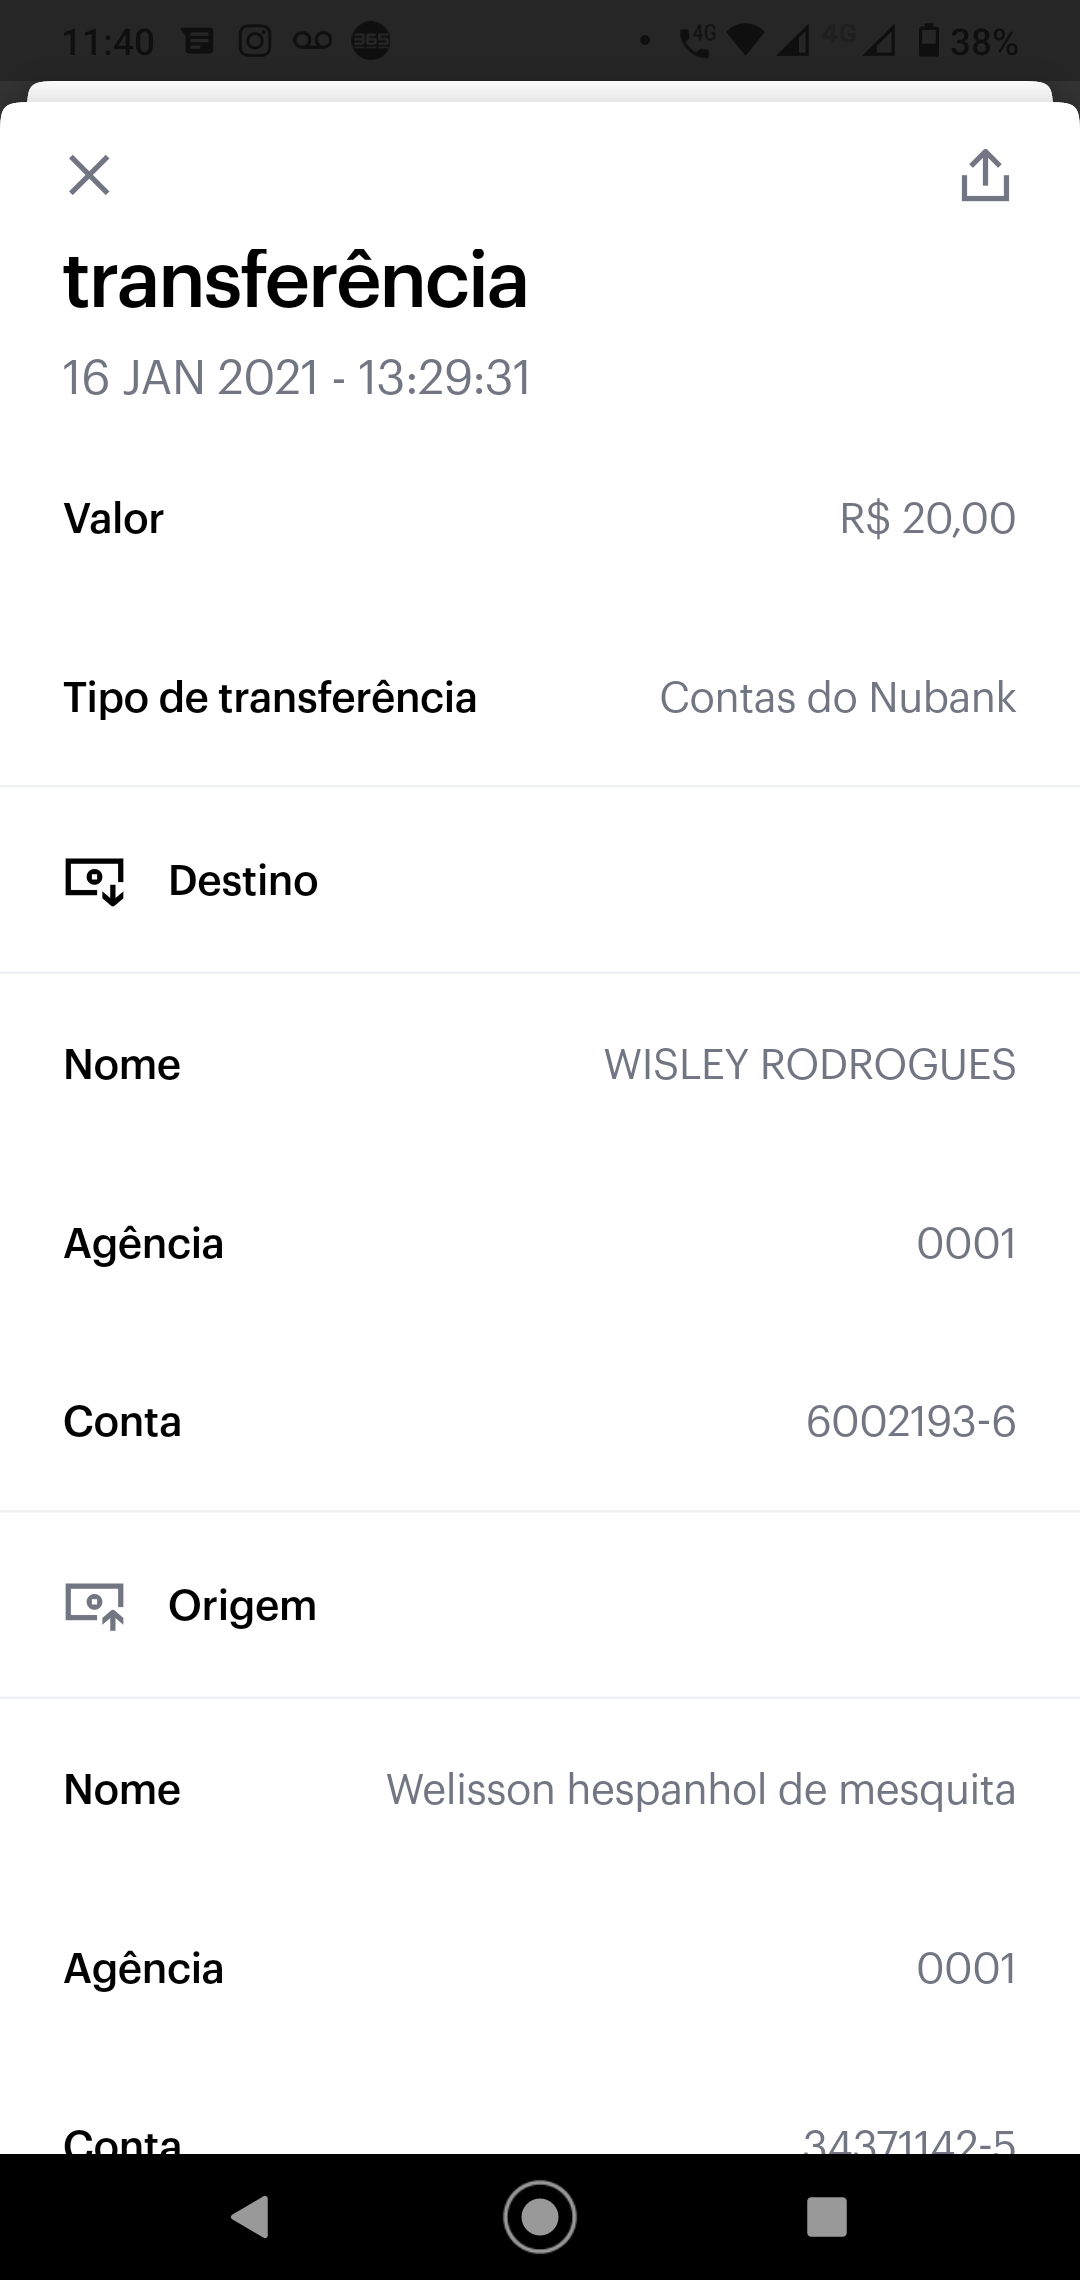 11:40 365 4G 4G 38%
transferência
16 JAN 2021 - 13:29:31
Valor R$ 20,00
Tipo de transferência Contas do Nubank
Destino
Nome WISLEY RODROGUES
Agência 0001
Conta 6002193-6
Origem
Nome Welisson hespanhol de mesquita
Agência 0001
Conta 34371142-5